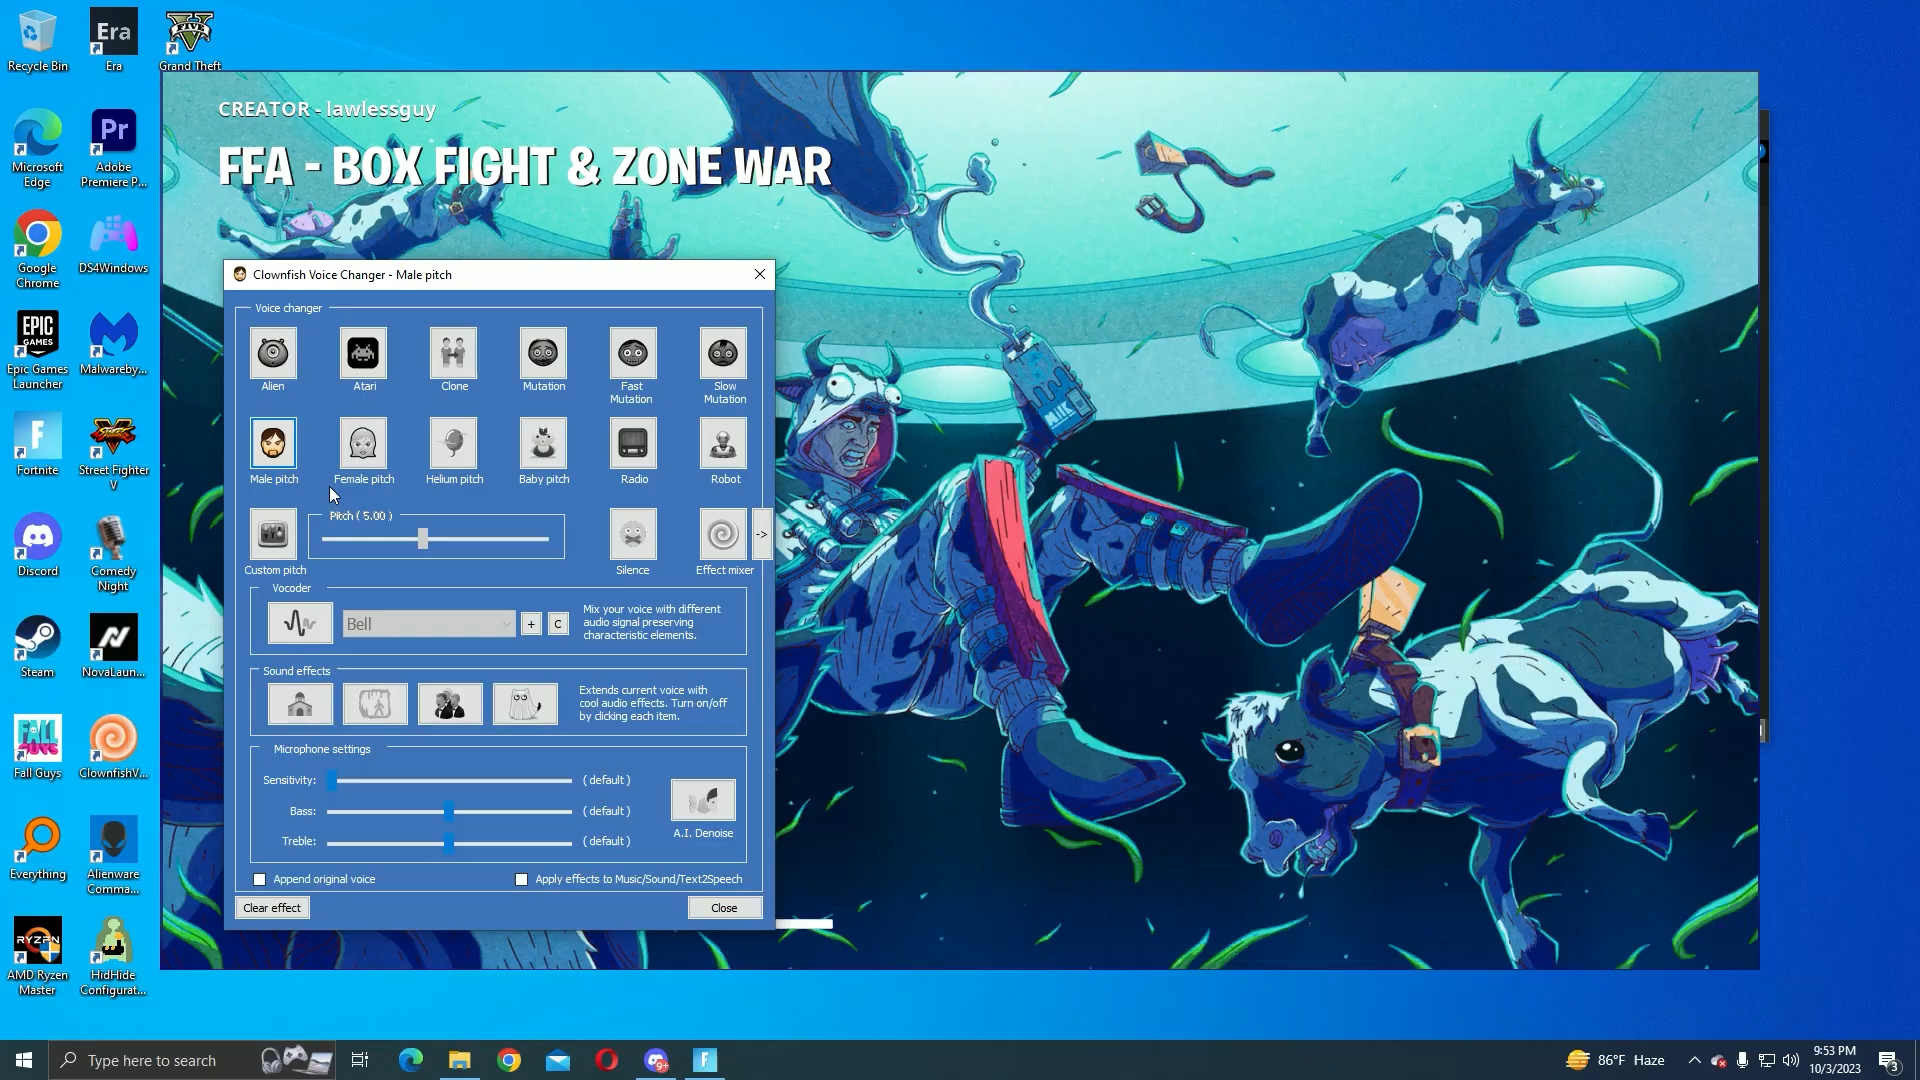 Recycle Bin
Era
Era
Grand Theft
Microsoft
Edge
Pr
Adobe
Premiere P...
Google
Chrome
DS4Windows
EPIC
GAMES
Epic Games
Launcher
Malwareby...
F
Fortnite
Street Fighter
V
Discord
Comedy
Night
Steam
NovaLaun...
FALL
GUYS
Fall Guys
ClownfishV...
Everything
Alienware
Comma...
RYZEN
AMD Ryzen
Master
HidHide
Configurat...
CREATOR - lawlessguy
FFA - BOX FIGHT & ZONE WAR
MILK
Clownfish Voice Changer - Male pitch
Voice changer
Alien
Atari
Clone
Mutation
Fast
Mutation
Slow
Mutation
Male pitch
Female pitch
Helium pitch
Baby pitch
Radio
Robot
Pitch ( 5.00 )
->
Custom pitch
Silence
Effect mixer
Vocoder
Bell
+
C
Mix your voice with different
audio signal preserving
characteristic elements.
Sound effects
Extends current voice with
cool audio effects. Turn on/off
by clicking each item.
Microphone settings
Sensitivity:
( default )
Bass:
( default )
Treble:
( default )
A.I. Denoise
Append original voice
Apply effects to Music/Sound/Text2Speech
Clear effect
Close
Type here to search
9+
F
86°F Haze
9:53 PM
10/3/2023
3